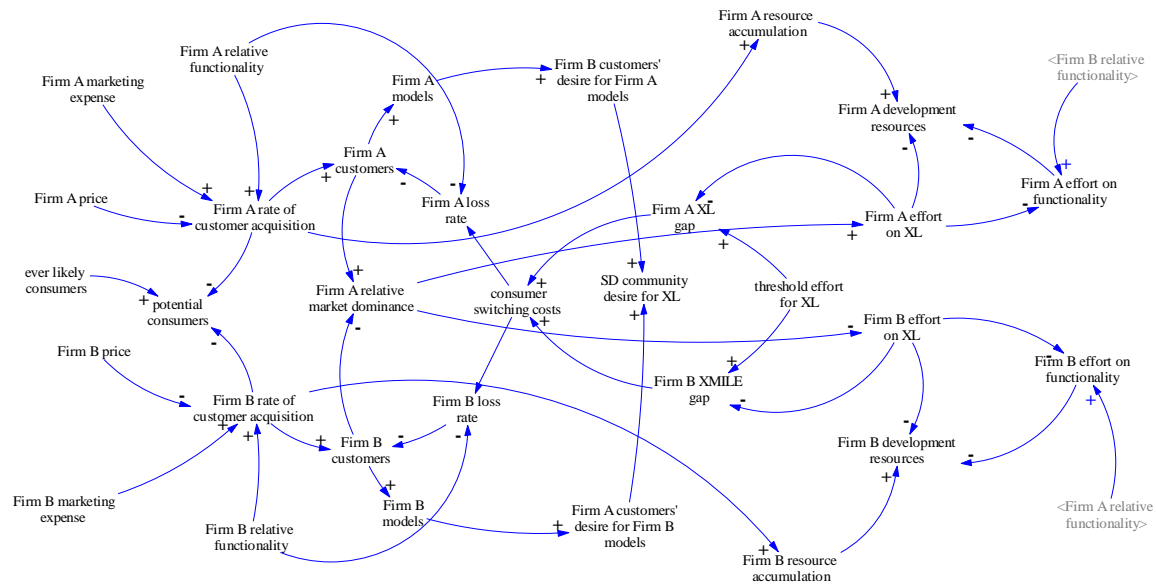 Firm A resource
accumulation
Firm A relative
functionality
Firm B customers'
desire for Firm A
models
<Firm B relative
functionality>
Firm A marketing
expense
Firm A
models
Firm A development
resources
Firm A
customers
Firm A price
Firm A rate of
customer acquisition
Firm A loss
rate
Firm A XL
gap
Firm A effort
on XL
Firm A effort on
functionality
ever likely
consumers
potential
consumers
Firm A relative
market dominance
consumer
switching costs
SD community
desire for XL
threshold effort
for XL
Firm B price
Firm B effort
on XL
Firm B effort on
functionality
Firm B rate of
customer acquisition
Firm B loss
rate
Firm B XMILE
gap
Firm B
customers
Firm B development
resources
Firm B marketing
expense
Firm B
models
Firm B relative
functionality
Firm A customers'
desire for Firm B
models
<Firm A relative
functionality>
Firm B resource
accumulation